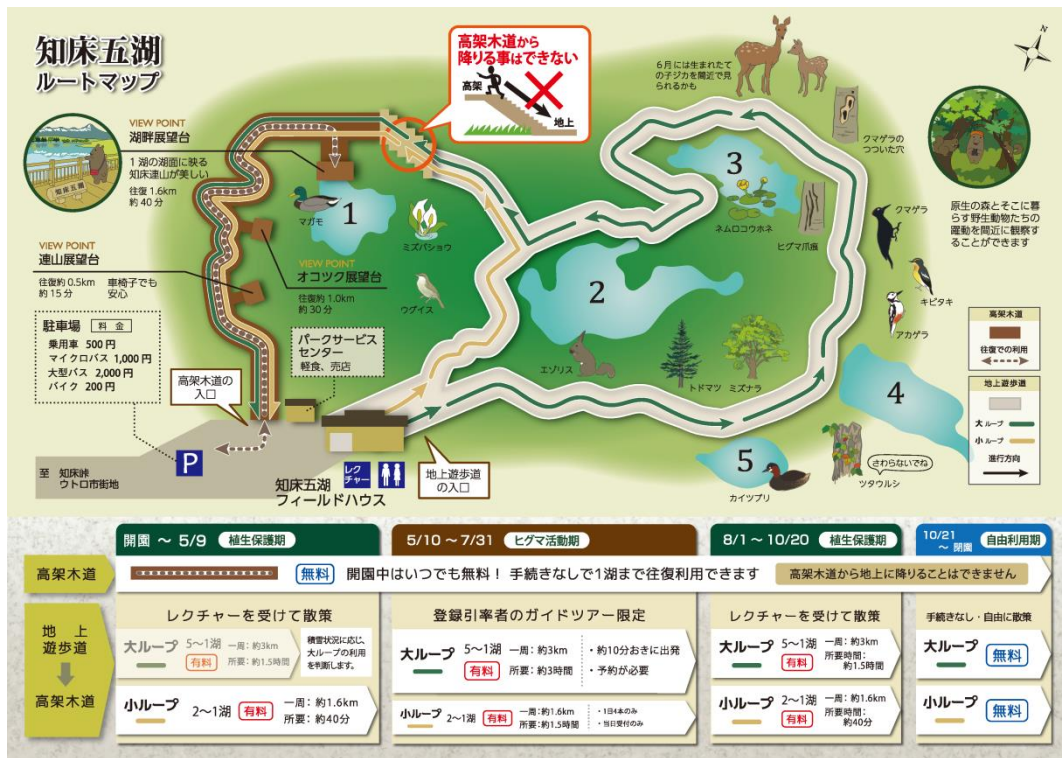 知床五湖
ルートマップ
高架木道から
降りる事はできない
高架
地上
6月には生まれたて
の子ジカを間近で見
られるかも
N
クマゲラの
つついた穴
VIEW POINT
湖畔展望台
1湖の湖面に映る
知床連山が美しい
往復1.6km
約40分
知床五湖
マガモ
1
ミズバショウ
ウグイス
VIEW POINT
連山展望台
往復約0.5km
約15分
車椅子でも
安心
VIEW POINT
オコツク展望台
往復約1.0km
約30分
3
ネムロコウホネ
ヒグマ爪痕
クマゲラ
キビタキ
アカゲラ
原生の森とそこに暮
らす野生動物たちの
躍動を間近に観察す
ることができます
2
エゾリス
トドマツ
ミズナラ
4
5
カイツブリ
ツタウルシ
さわらないでね
高架木道
往復での利用
地上遊歩道
大ループ
小ループ
進行方向
駐車場 料金
乗用車 500円
マイクロバス 1,000円
大型バス 2,000円
バイク 200円
高架木道の
入口
パークサービス
センター
軽食、売店
P
至 知床峠
ウトロ市街地
知床五湖
フィールドハウス
レク
チャー
地上遊歩道
の入口
開園 ～ 5/9 植生保護期
5/10 ～ 7/31 ヒグマ活動期
8/1 ～ 10/20 植生保護期
10/21
～ 閉園 自由利用期
高架木道
無料 開園中はいつでも無料！ 手続きなしで1湖まで往復利用できます
高架木道から地上に降りることはできません
地上
遊歩道
高架木道
レクチャーを受けて散策
大ループ 5～1湖 有料 一周：約3km
所要：約1.5時間
積雪状況に応じ、
大ループの利用
を判断します。
小ループ 2～1湖 有料 一周：約1.6km
所要：約40分
登録引率者のガイドツアー限定
大ループ 5～1湖 有料 一周：約3km
所要：約3時間
・約10分おきに出発
・予約が必要
小ループ 2～1湖 有料 一周：約1.6km
所要：約1.5時間
・1日4本のみ
・当日受付のみ
レクチャーを受けて散策
大ループ 5～1湖 有料 一周：約3km
所要時間：
約1.5時間
小ループ 2～1湖 有料 一周：約1.6km
所要時間：
約40分
手続きなし・自由に散策
大ループ 無料
小ループ 無料